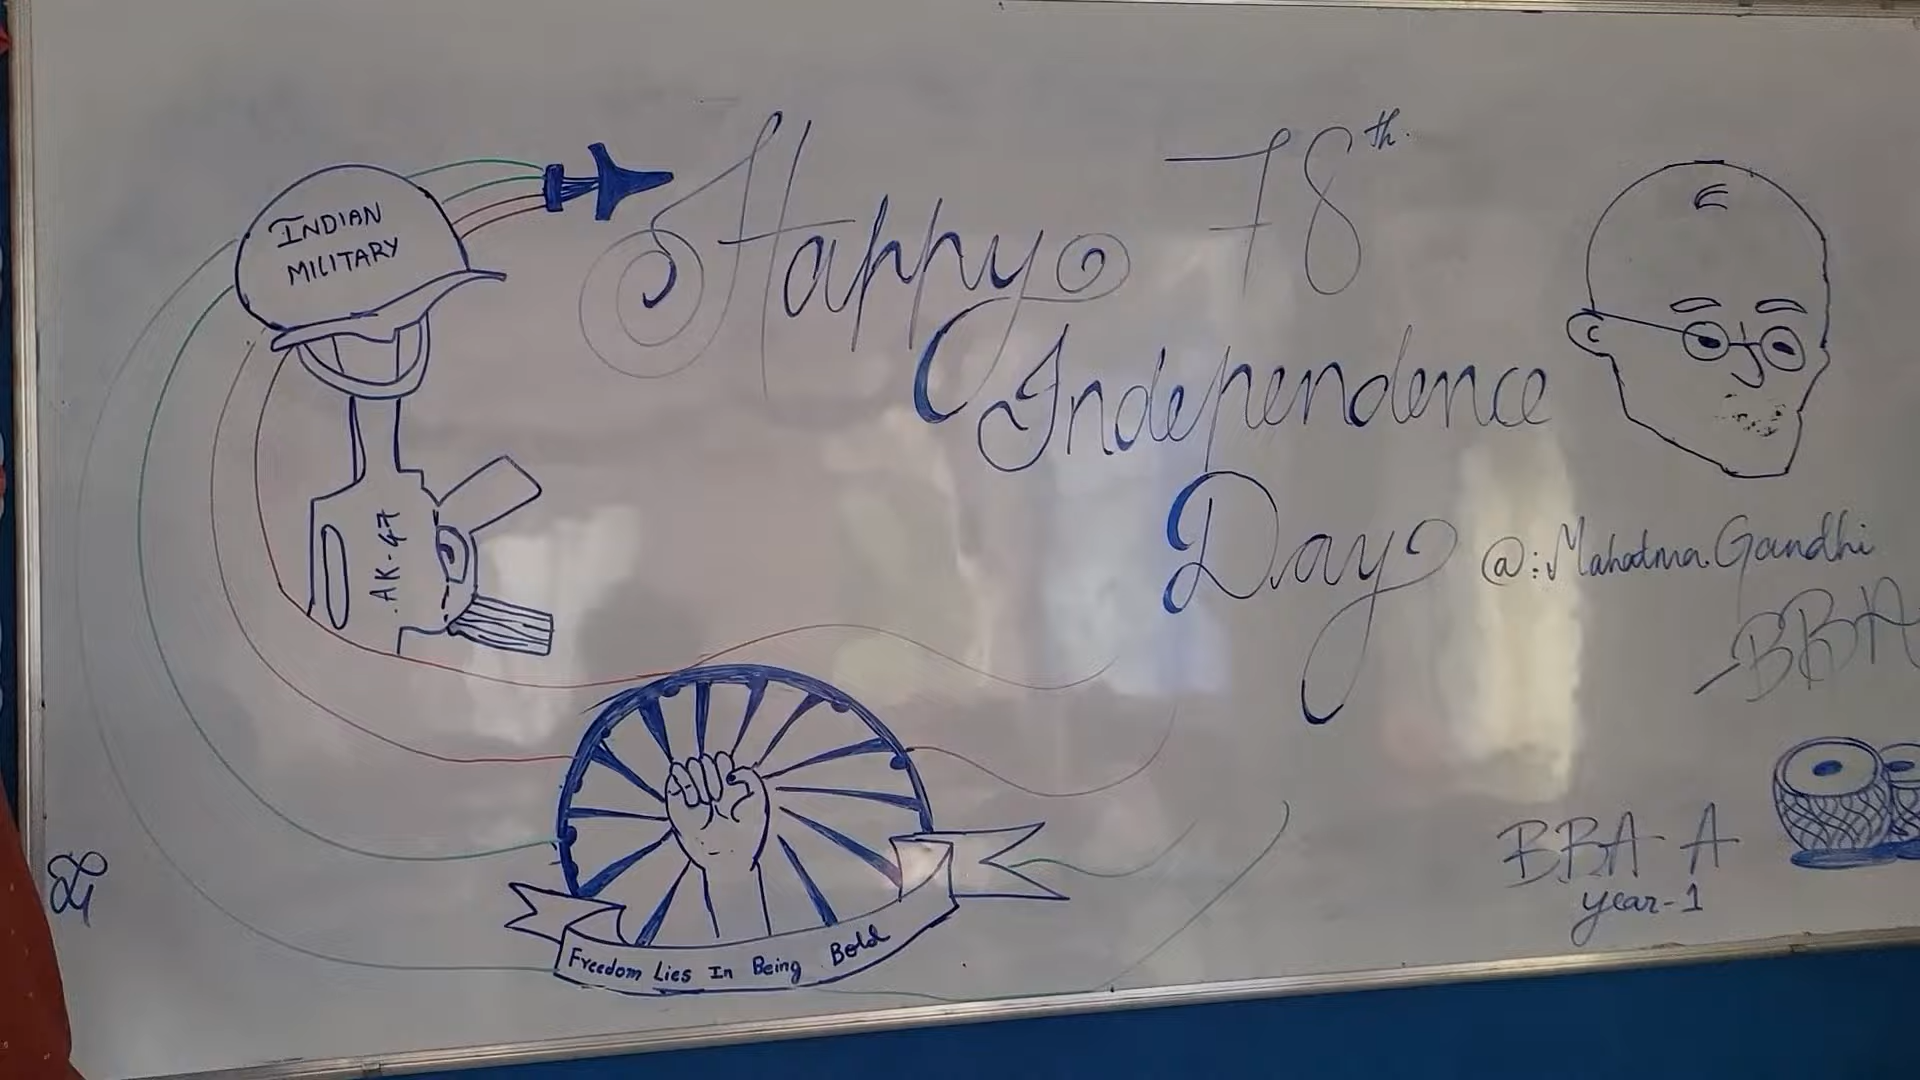 INDIAN
MILITARY
AK-47
Happy 78th
Independence
Day
@:Mahatma.Gandhi
BBA
BBA-A
year-1
Freedom Lies In Being Bold